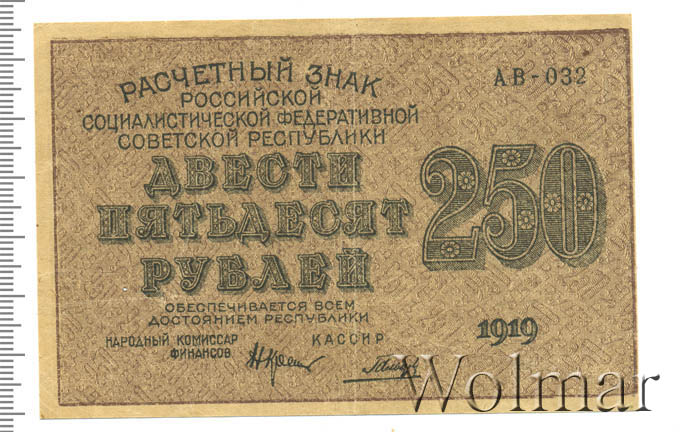 РАСЧЕТНЫЙ ЗНАК
АВ-032
РОССИЙСКОЙ
СОЦИАЛИСТИЧЕСКОЙ ФЕДЕРАТИВНОЙ
СОВЕТСКОЙ РЕСПУБЛИКИ
ДВЕСТИ
ПЯТЬДЕСЯТ
РУБЛЕЙ
250
ОБЕСПЕЧИВАЕТСЯ ВСЕМ
ДОСТОЯНИЕМ РЕСПУБЛИКИ
НАРОДНЫЙ КОМИССАР
ФИНАНСОВ
КАССИР
1919
Wolmar